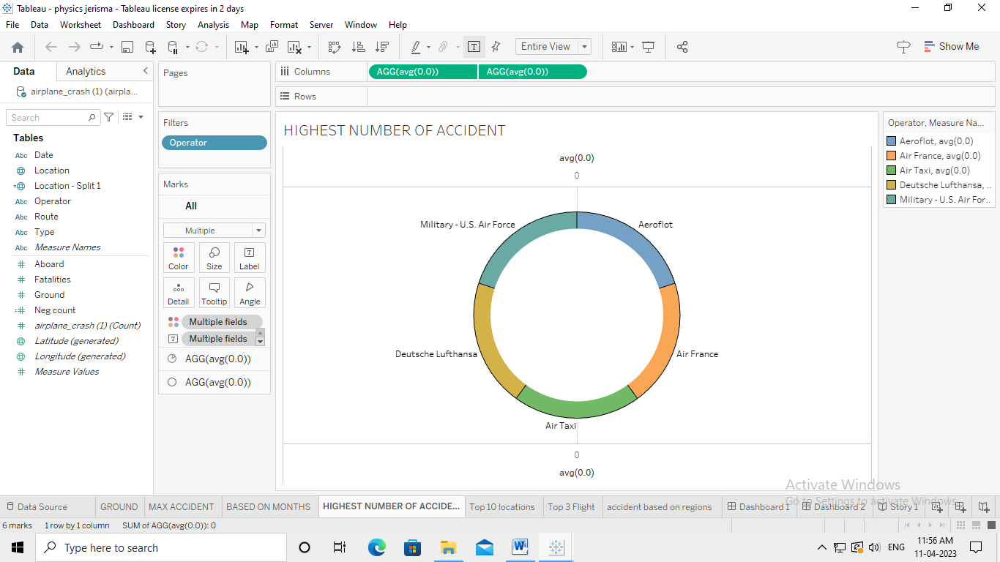 Tableau - physics jerisma - Tableau license expires in 2 days
File Data Worksheet Dashboard Story Analysis Map Format Server Window Help
Entire View
Show Me
Data Analytics
airplane_crash (1) (airpla...
Search
Tables
Abc Date
Location
Location - Split 1
Abc Operator
Abc Route
Abc Type
Abc Measure Names
Aboard
Fatalities
Ground
Neg count
airplane_crash (1) (Count)
Latitude (generated)
Longitude (generated)
Measure Values
Pages
Filters
Operator
Marks
All
Multiple
Color Size Label
Detail Tooltip Angle
Multiple fields
Multiple fields
AGG(avg(0.0))
AGG(avg(0.0))
Columns AGG(avg(0.0)) AGG(avg(0.0))
Rows
HIGHEST NUMBER OF ACCIDENT
avg(0.0)
0
Military - U.S. Air Force Aeroflot
Deutsche Lufthansa Air France
Air Taxi
0
avg(0.0)
Operator, Measure Na...
Aeroflot, avg(0.0)
Air France, avg(0.0)
Air Taxi, avg(0.0)
Deutsche Lufthansa, ..
Military - U.S. Air For..
Activate Windows
Go to Settings to activate Windows.
Data Source GROUND MAX ACCIDENT BASED ON MONTHS HIGHEST NUMBER OF ACCIDE... Top 10 locations Top 3 Flight accident based on regions Dashboard 1 Dashboard 2 Story 1
6 marks 1 row by 1 column SUM of AGG(avg(0.0)): 0
Type here to search
ENG
11:56 AM
11-04-2023